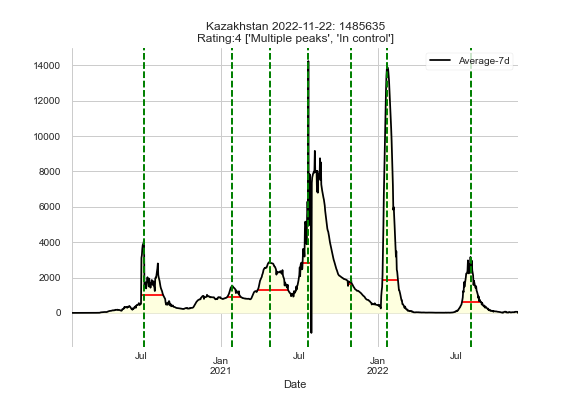 Kazakhstan 2022-11-22: 1485635
Rating:4 ['Multiple peaks', 'In control']
Average-7d
14000
12000
10000
8000
6000
4000
2000
0
Jul
Jan
2021
Jul
Jan
2022
Jul
Date